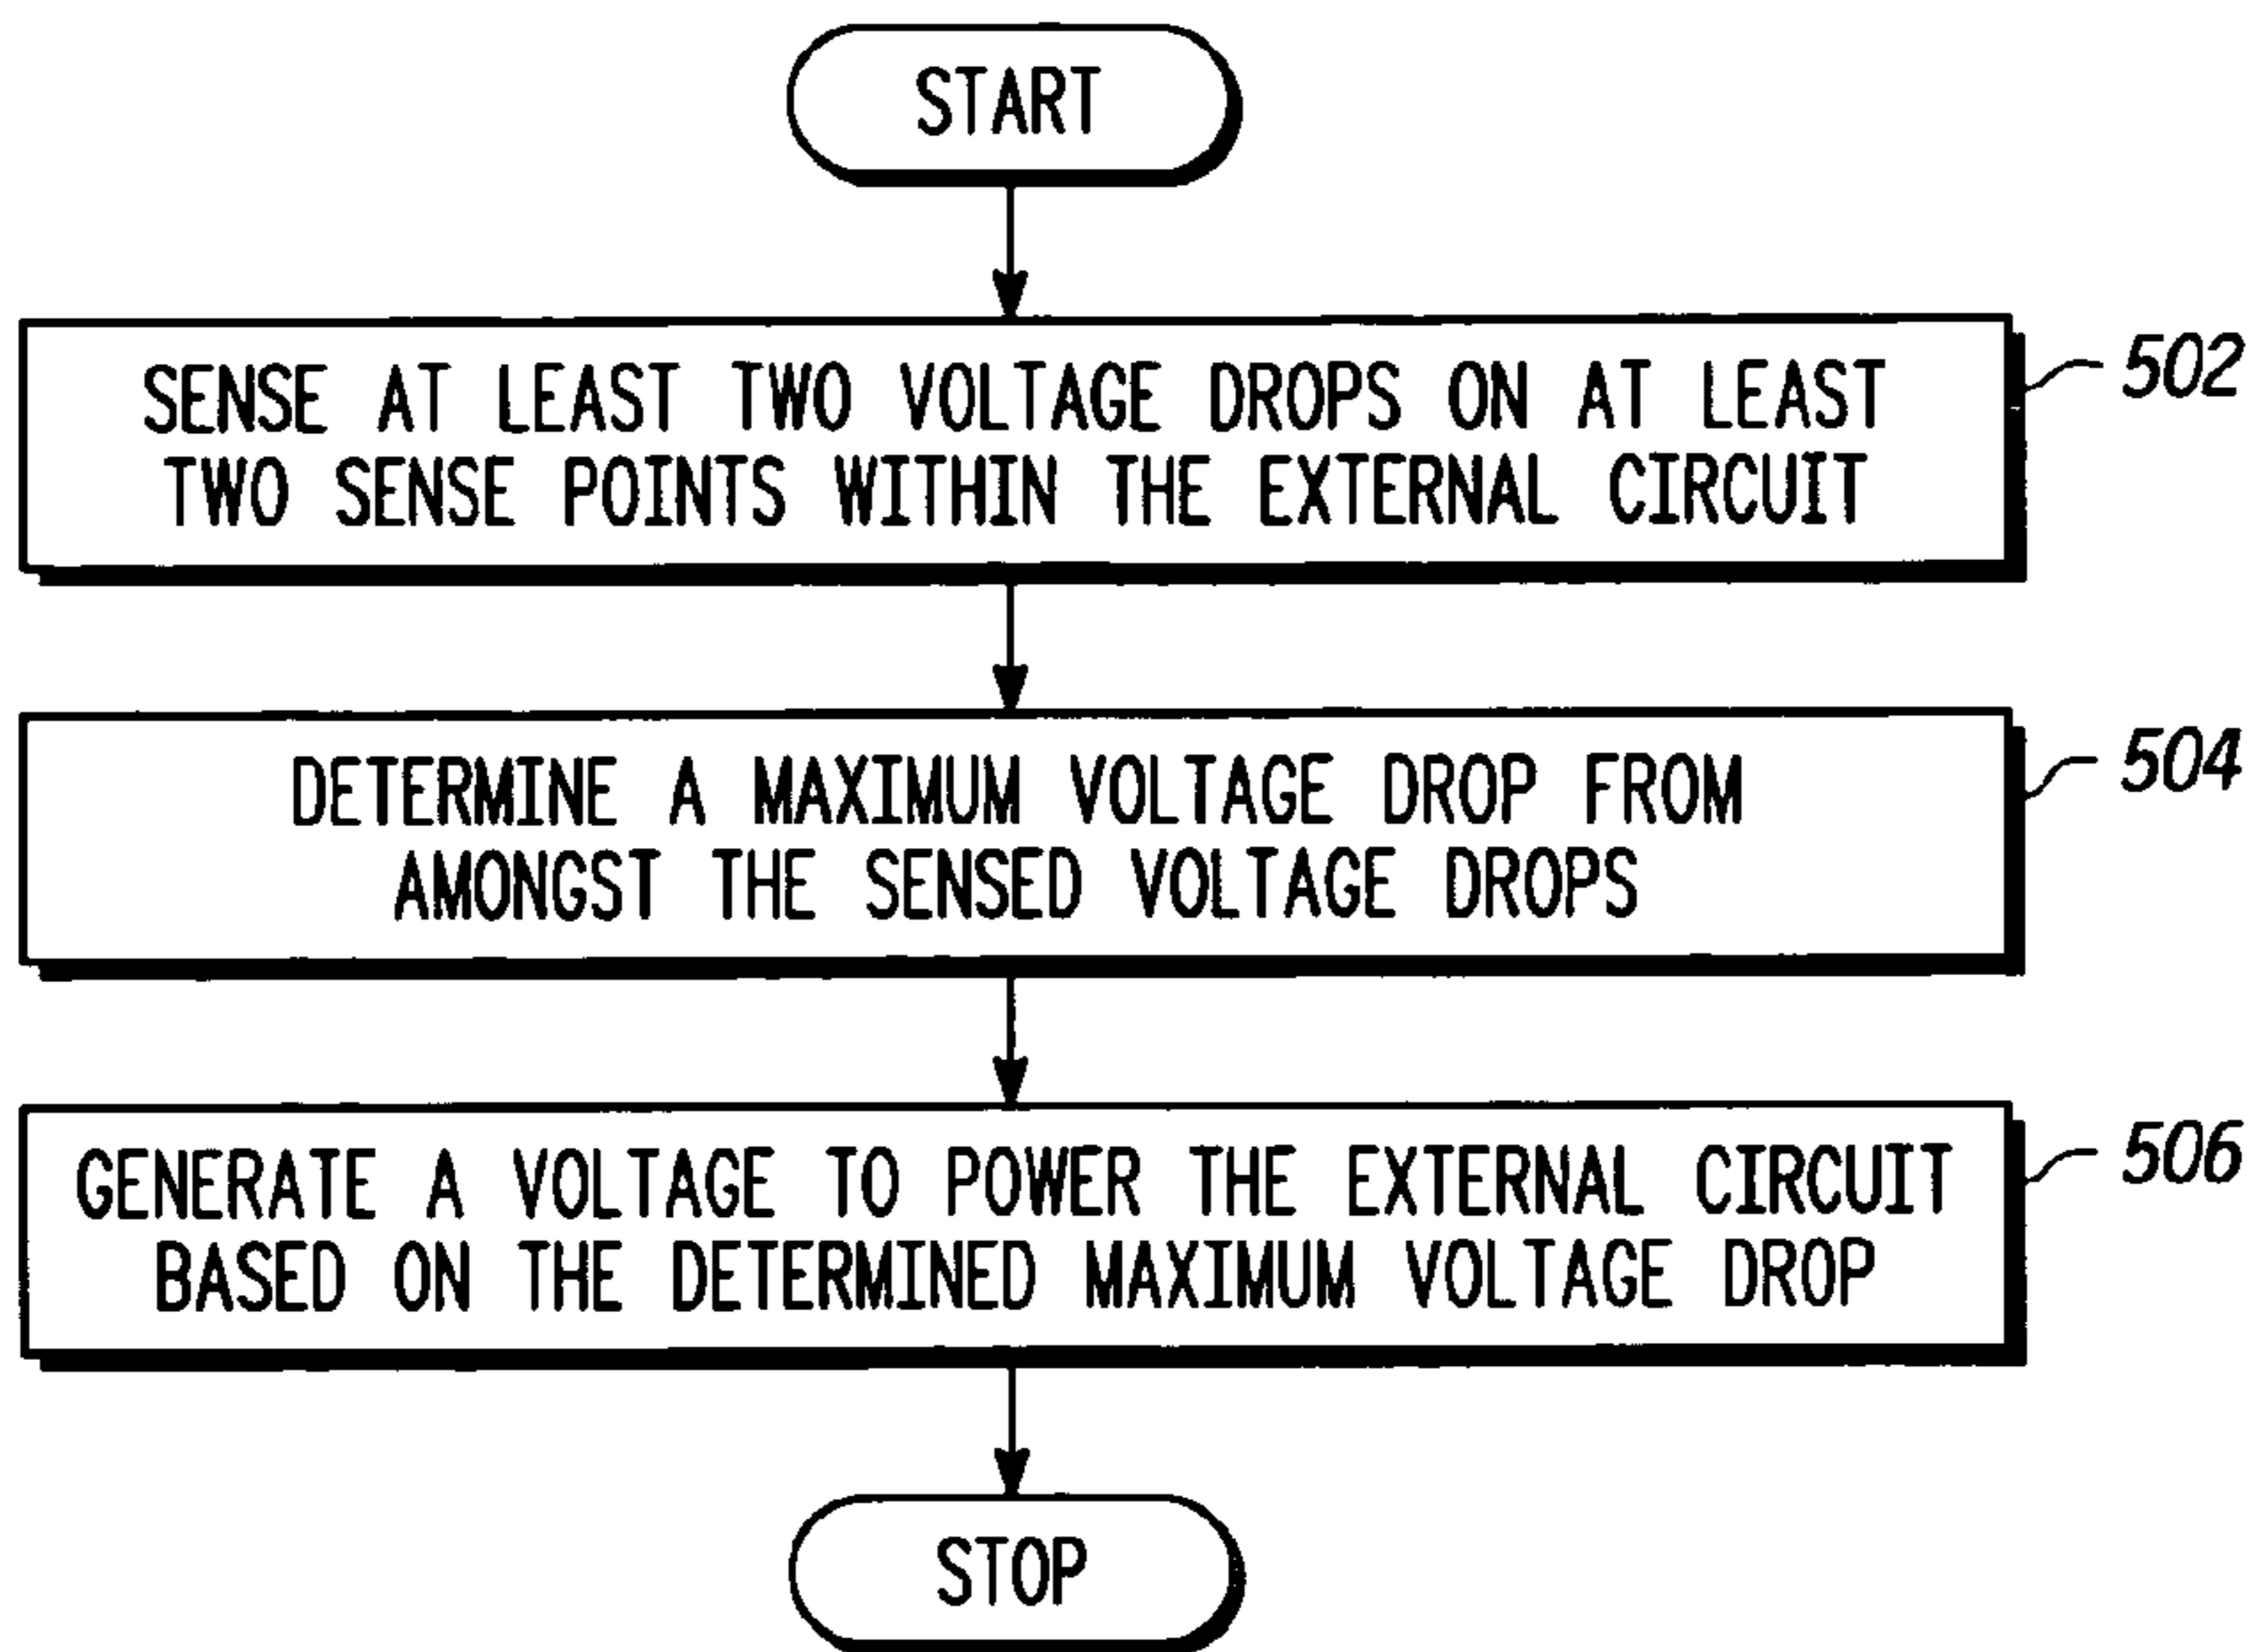 START
SENSE AT LEAST TWO VOLTAGE DROPS ON AT LEAST
TWO SENSE POINTS WITHIN THE EXTERNAL CIRCUIT
502
DETERMINE A MAXIMUM VOLTAGE DROP FROM
AMONGST THE SENSED VOLTAGE DROPS
504
GENERATE A VOLTAGE TO POWER THE EXTERNAL CIRCUIT
BASED ON THE DETERMINED MAXIMUM VOLTAGE DROP
506
STOP